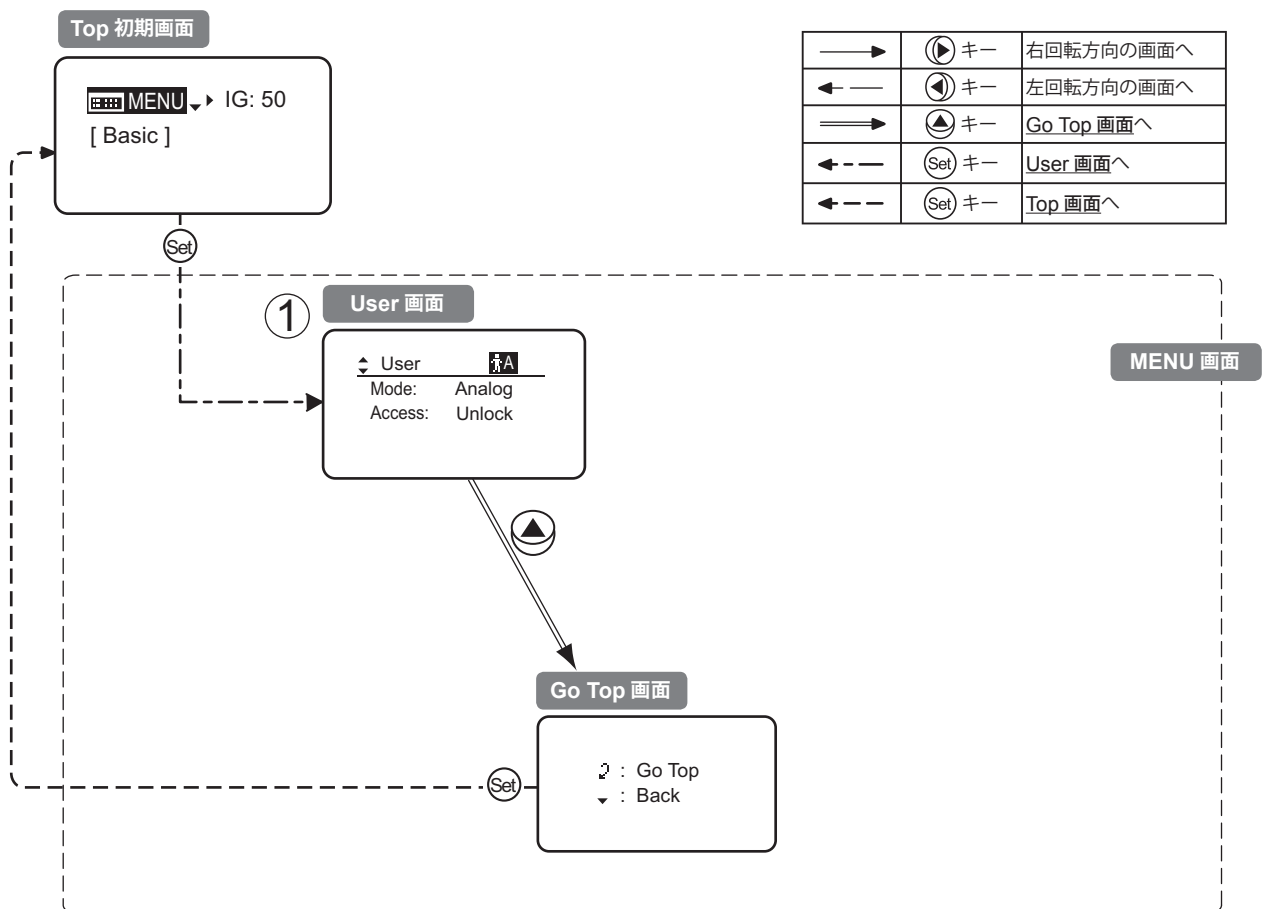 Top 初期画面
MENU IG: 50
[ Basic ]
キー 右回転方向の画面へ
キー 左回転方向の画面へ
キー Go Top 画面へ
Set キー User 画面へ
Set キー Top 画面へ
Set
1 User 画面
User A
Mode: Analog
Access: Unlock
MENU 画面
Go Top 画面
: Go Top
: Back
Set